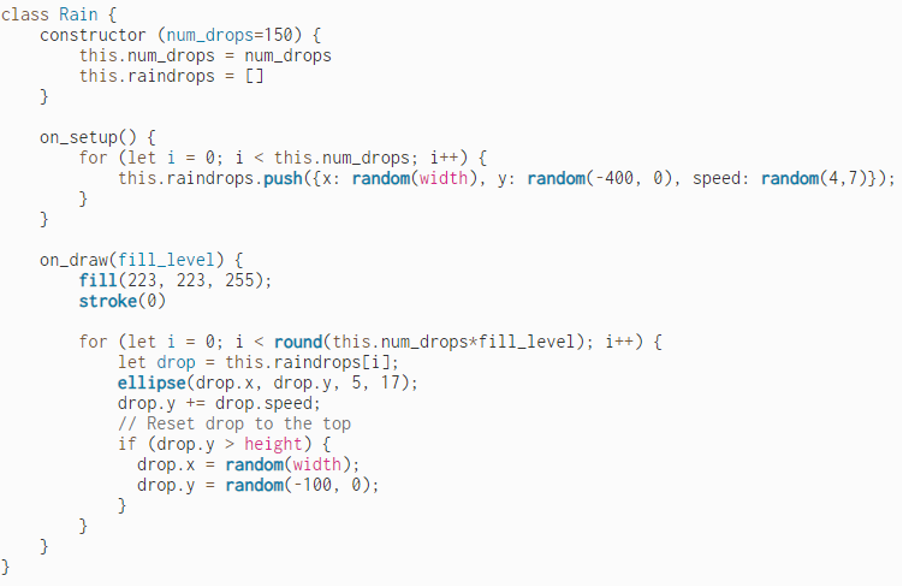 class Rain {
    constructor (num_drops=150) {
        this.num_drops = num_drops
        this.raindrops = []
    }

    on_setup() {
        for (let i = 0; i < this.num_drops; i++) {
            this.raindrops.push({x: random(width), y: random(-400, 0), speed: random(4,7)});
        }
    }

    on_draw(fill_level) {
        fill(223, 223, 255);
        stroke(0)

        for (let i = 0; i < round(this.num_drops*fill_level); i++) {
            let drop = this.raindrops[i];
            ellipse(drop.x, drop.y, 5, 17);
            drop.y += drop.speed;
            // Reset drop to the top
            if (drop.y > height) {
              drop.x = random(width);
              drop.y = random(-100, 0);
            }
        }
    }
}